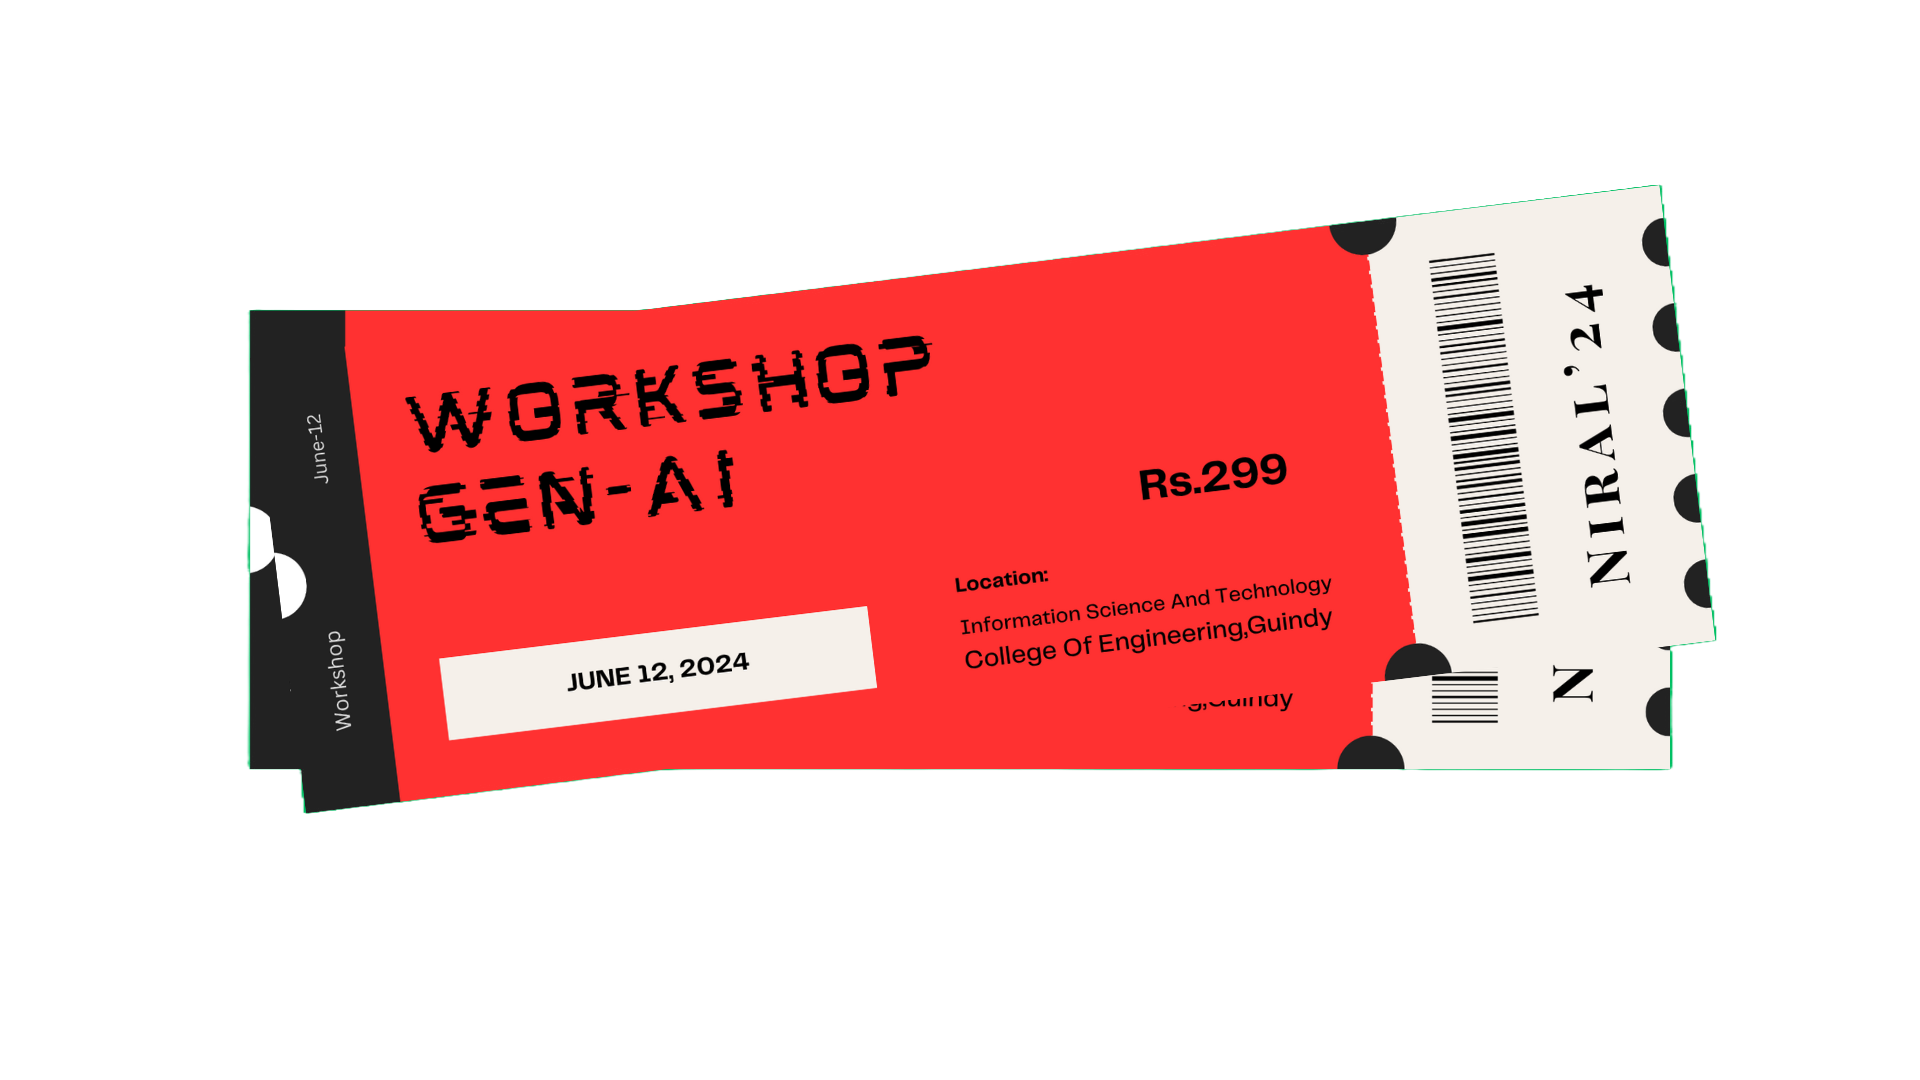 June-12
Workshop
WORKSHOP
GEN-AI
Rs.299
Location:
Information Science And Technology
College Of Engineering,Guindy
JUNE 12, 2024
g,Guindy
NIRAL’24
N